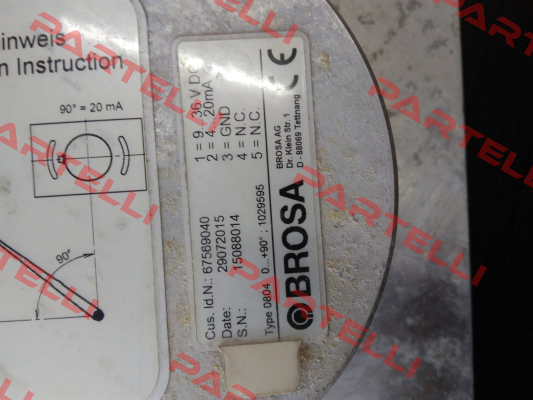 inweis
n Instruction
90° = 20 mA
90°
Cus. Id.N.: 67569040
Date: 29072015
S.N.: 15088014
Type 0804 0...+90° ; 1029595
1 = 9...36 V DC
2 = 4...20mA
3 = GND
4 = N.C.
5 = N.C.
BROSA
BROSA AG
Dr. Klein Str. 1
D - 88069 Tettnang
CE
PARTELLI
PARTELLI
PARTELLI
PARTELLI
PARTELLI